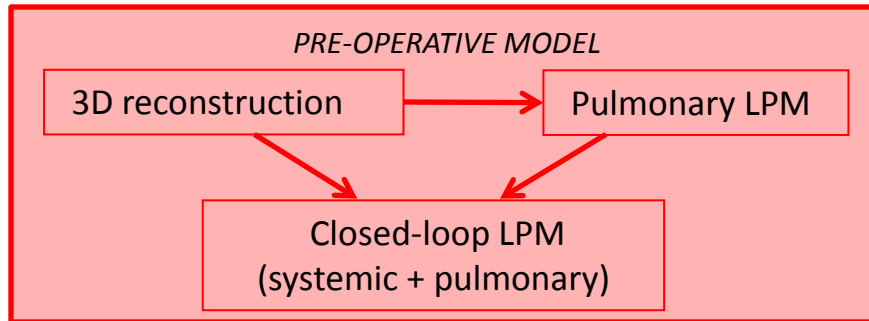 PRE-OPERATIVE MODEL
3D reconstruction
Pulmonary LPM
Closed-loop LPM
(systemic + pulmonary)